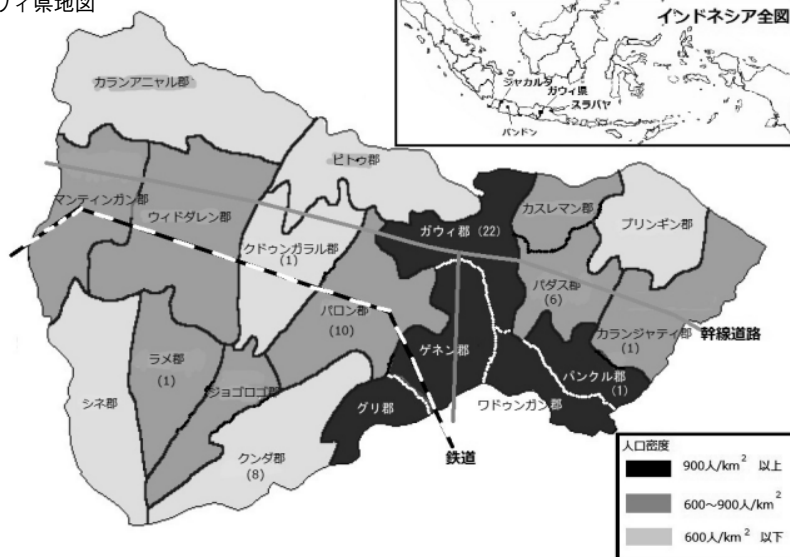 ウィ県地図
インドネシア全図
ジャカルタ
ガウィ県
スラバヤ
バンドン
カランアニャル郡
ピトゥ郡
マンティンガン郡
ウィドダレン郡
クドゥンガラル郡
(1)
ガウィ郡 (22)
カスレマン郡
プリンギン郡
パロン郡
(10)
パダス郡
(6)
カランジャティ郡
(1)
幹線道路
ラメ郡
(1)
ジョゴロゴ郡
ゲネン郡
バンクル郡
(1)
シネ郡
グリ郡
ワドゥンガン郡
クンダ郡
(8)
鉄道
人口密度
900人/km² 以上
600～900人/km²
600人/km² 以下